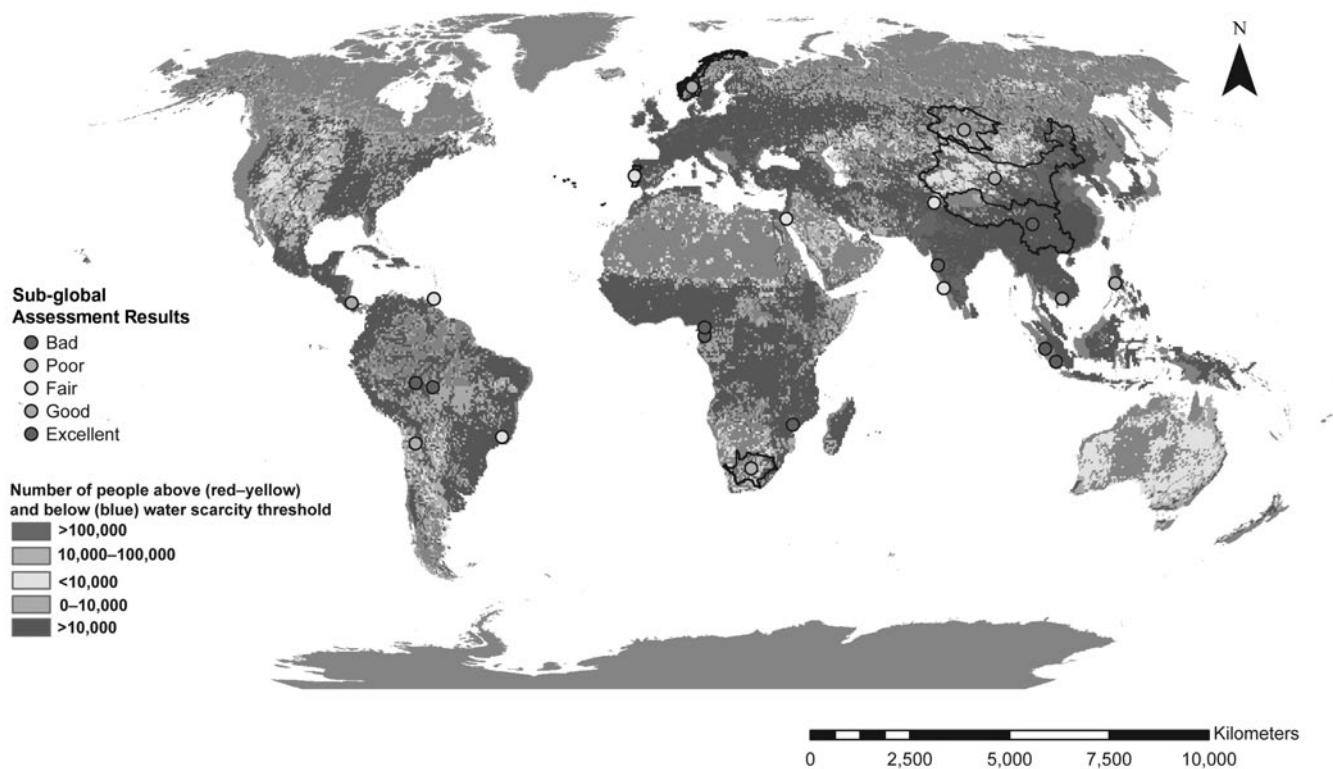 N
Sub-global
Assessment Results
Bad
Poor
Fair
Good
Excellent
Number of people above (red–yellow)
and below (blue) water scarcity threshold
>100,000
10,000–100,000
<10,000
0–10,000
>10,000
Kilometers
0 2,500 5,000 7,500 10,000